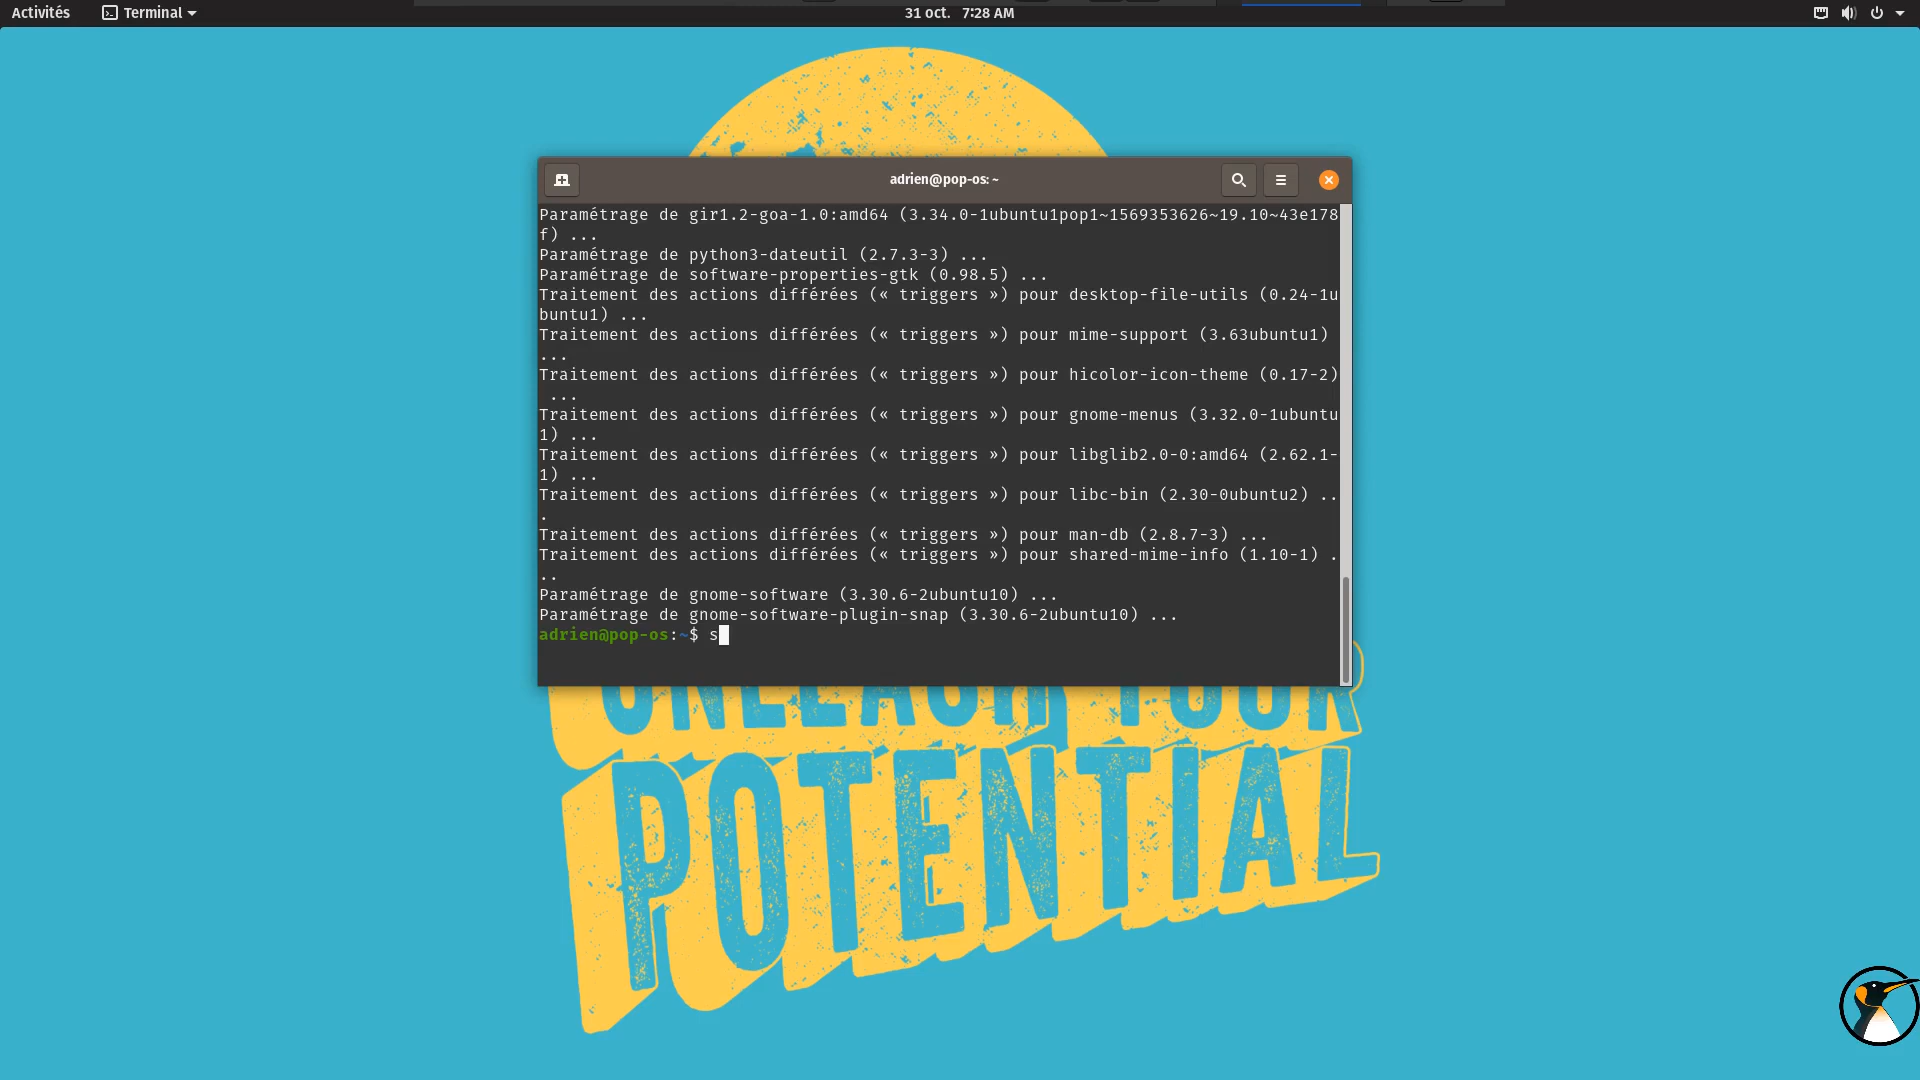 Activités
Terminal
31 oct. 7:28 AM
adrien@pop-os: ~
Paramétrage de gir1.2-goa-1.0:amd64 (3.34.0-1ubuntu1pop1~1569353626~19.10~43e178
f) ...
Paramétrage de python3-dateutil (2.7.3-3) ...
Paramétrage de software-properties-gtk (0.98.5) ...
Traitement des actions différées (« triggers ») pour desktop-file-utils (0.24-1u
buntu1) ...
Traitement des actions différées (« triggers ») pour mime-support (3.63ubuntu1)
...
Traitement des actions différées (« triggers ») pour hicolor-icon-theme (0.17-2)
...
Traitement des actions différées (« triggers ») pour gnome-menus (3.32.0-1ubuntu
1) ...
Traitement des actions différées (« triggers ») pour libglib2.0-0:amd64 (2.62.1-
1) ...
Traitement des actions différées (« triggers ») pour libc-bin (2.30-0ubuntu2) ..
.
Traitement des actions différées (« triggers ») pour man-db (2.8.7-3) ...
Traitement des actions différées (« triggers ») pour shared-mime-info (1.10-1) .
..
Paramétrage de gnome-software (3.30.6-2ubuntu10) ...
Paramétrage de gnome-software-plugin-snap (3.30.6-2ubuntu10) ...
adrien@pop-os:~$ s
UNLEASH YOUR
POTENTIAL